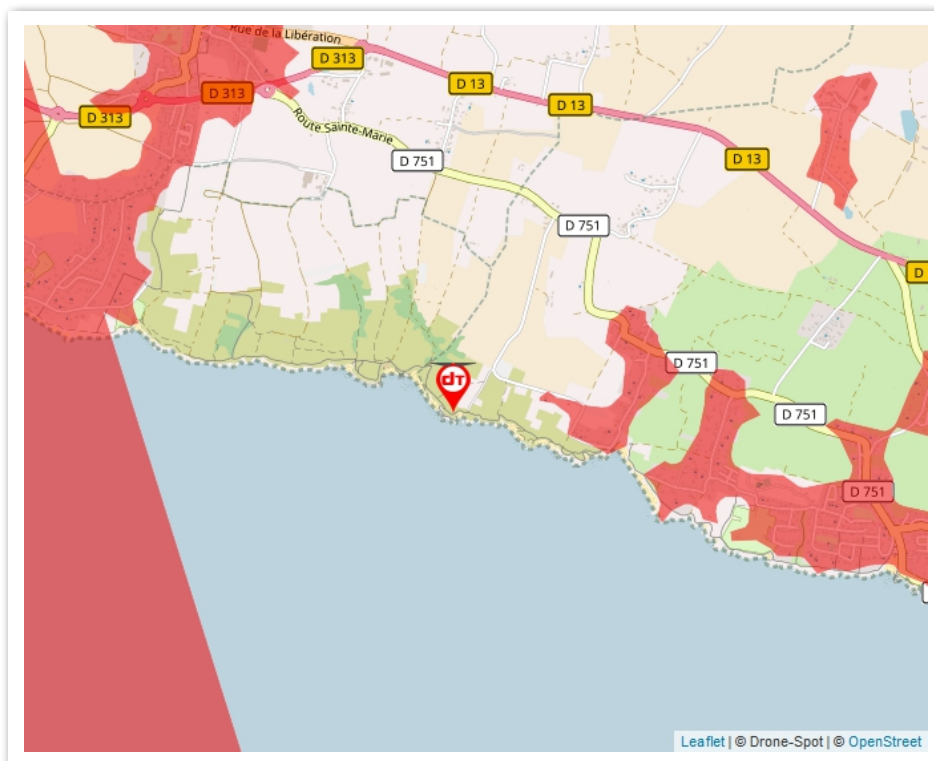 Rue de la Libération
D 313
D 13
D 313
D 313
D 13
Route Sainte-Marie
D 751
D 13
D 751
D
D 751
dT
D 751
D 751
Leaflet | © Drone-Spot | © OpenStreet